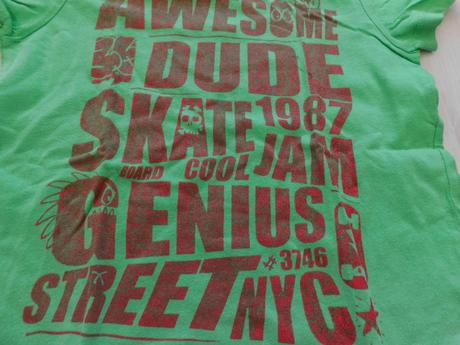 AWESOME
DUDE
SKATE 1987
BOARD COOL JAM
GENIUS
STREET NYC #3746